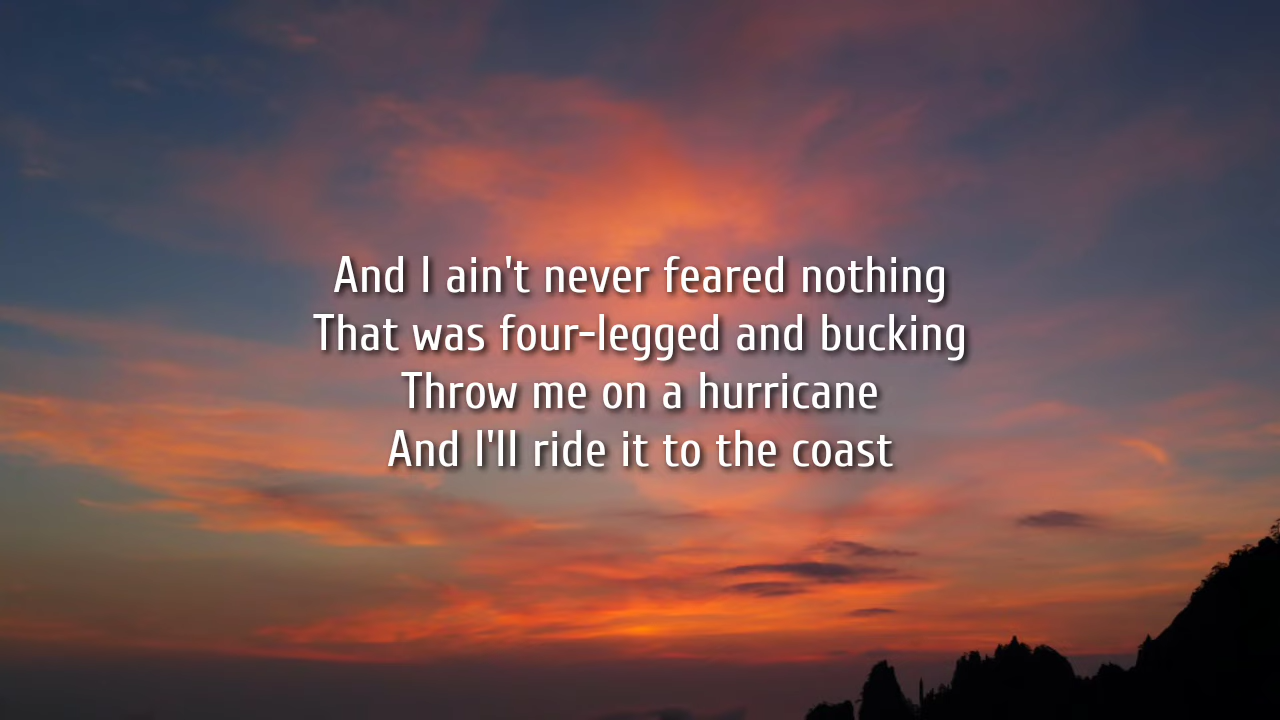 And I ain't never feared nothing
That was four-legged and bucking
Throw me on a hurricane
And I'll ride it to the coast